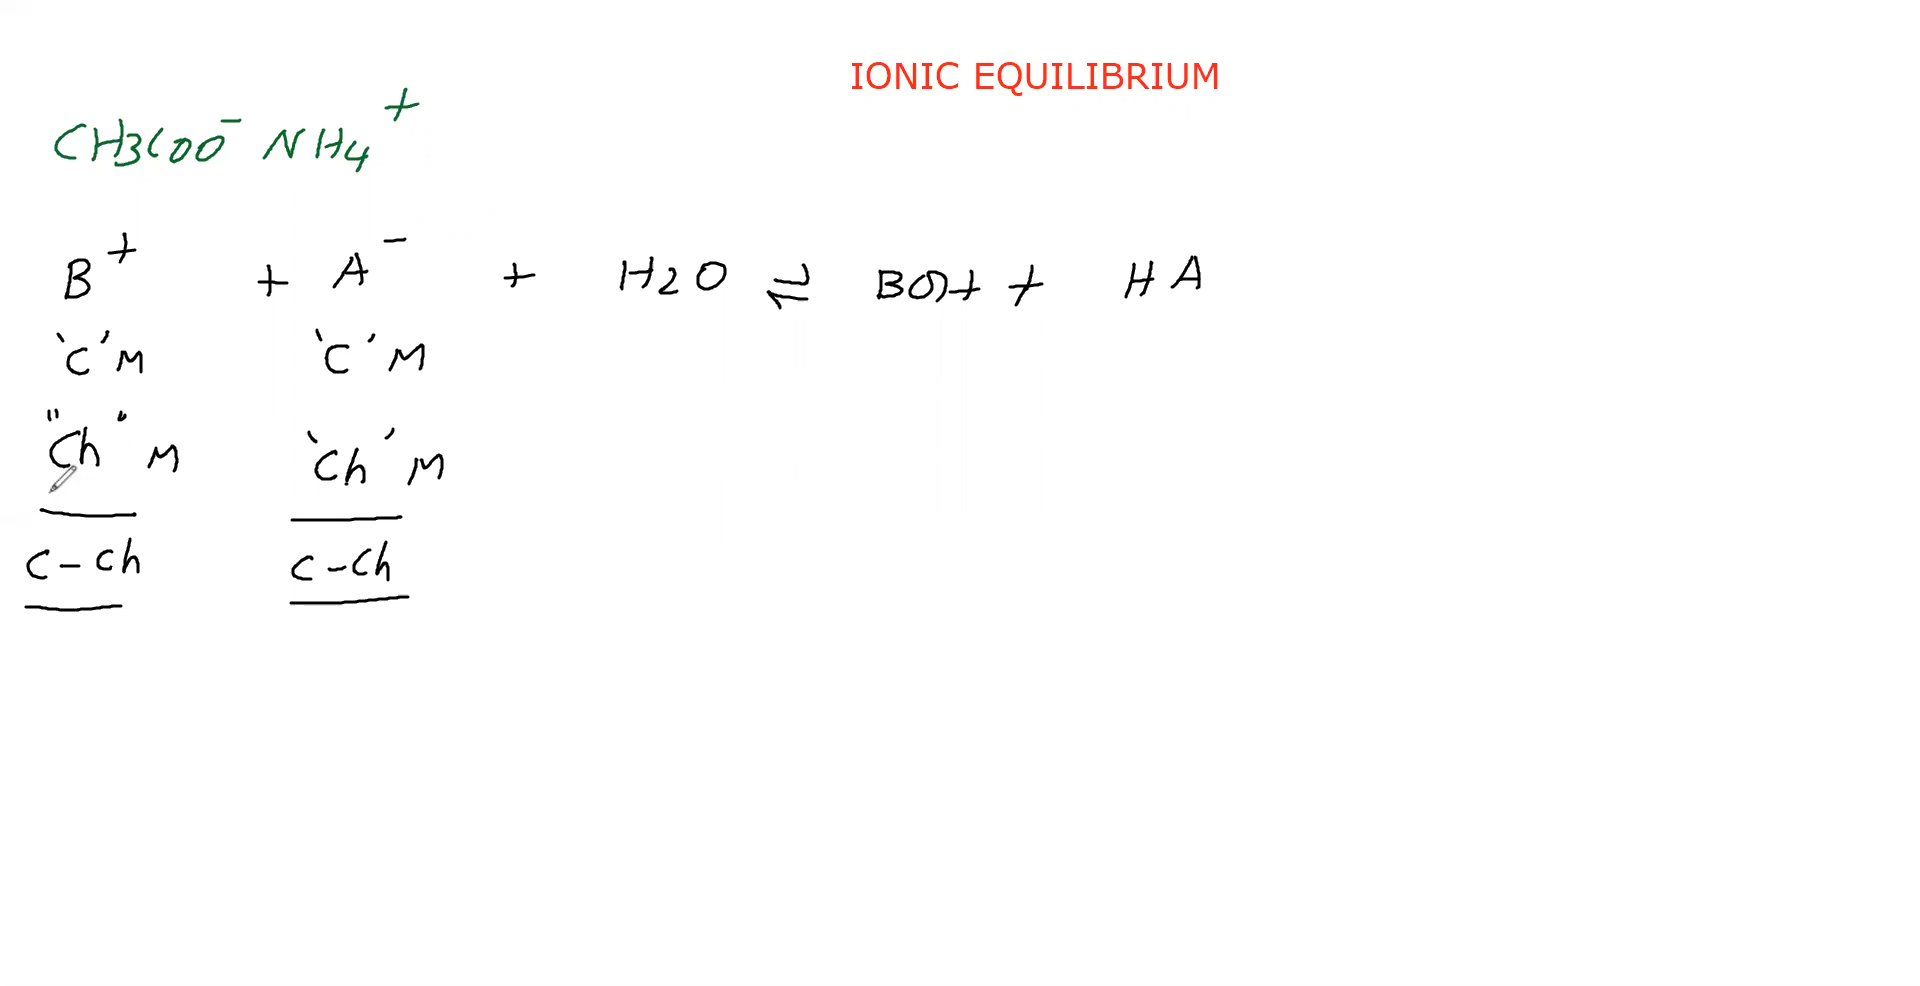 IONIC EQUILIBRIUM
CH3COO⁻ NH4⁺
B⁺ + A⁻ + H2O ⇌ BOH + HA
'C' M 'C' M
"Ch" M 'Ch' M
C-Ch C-Ch